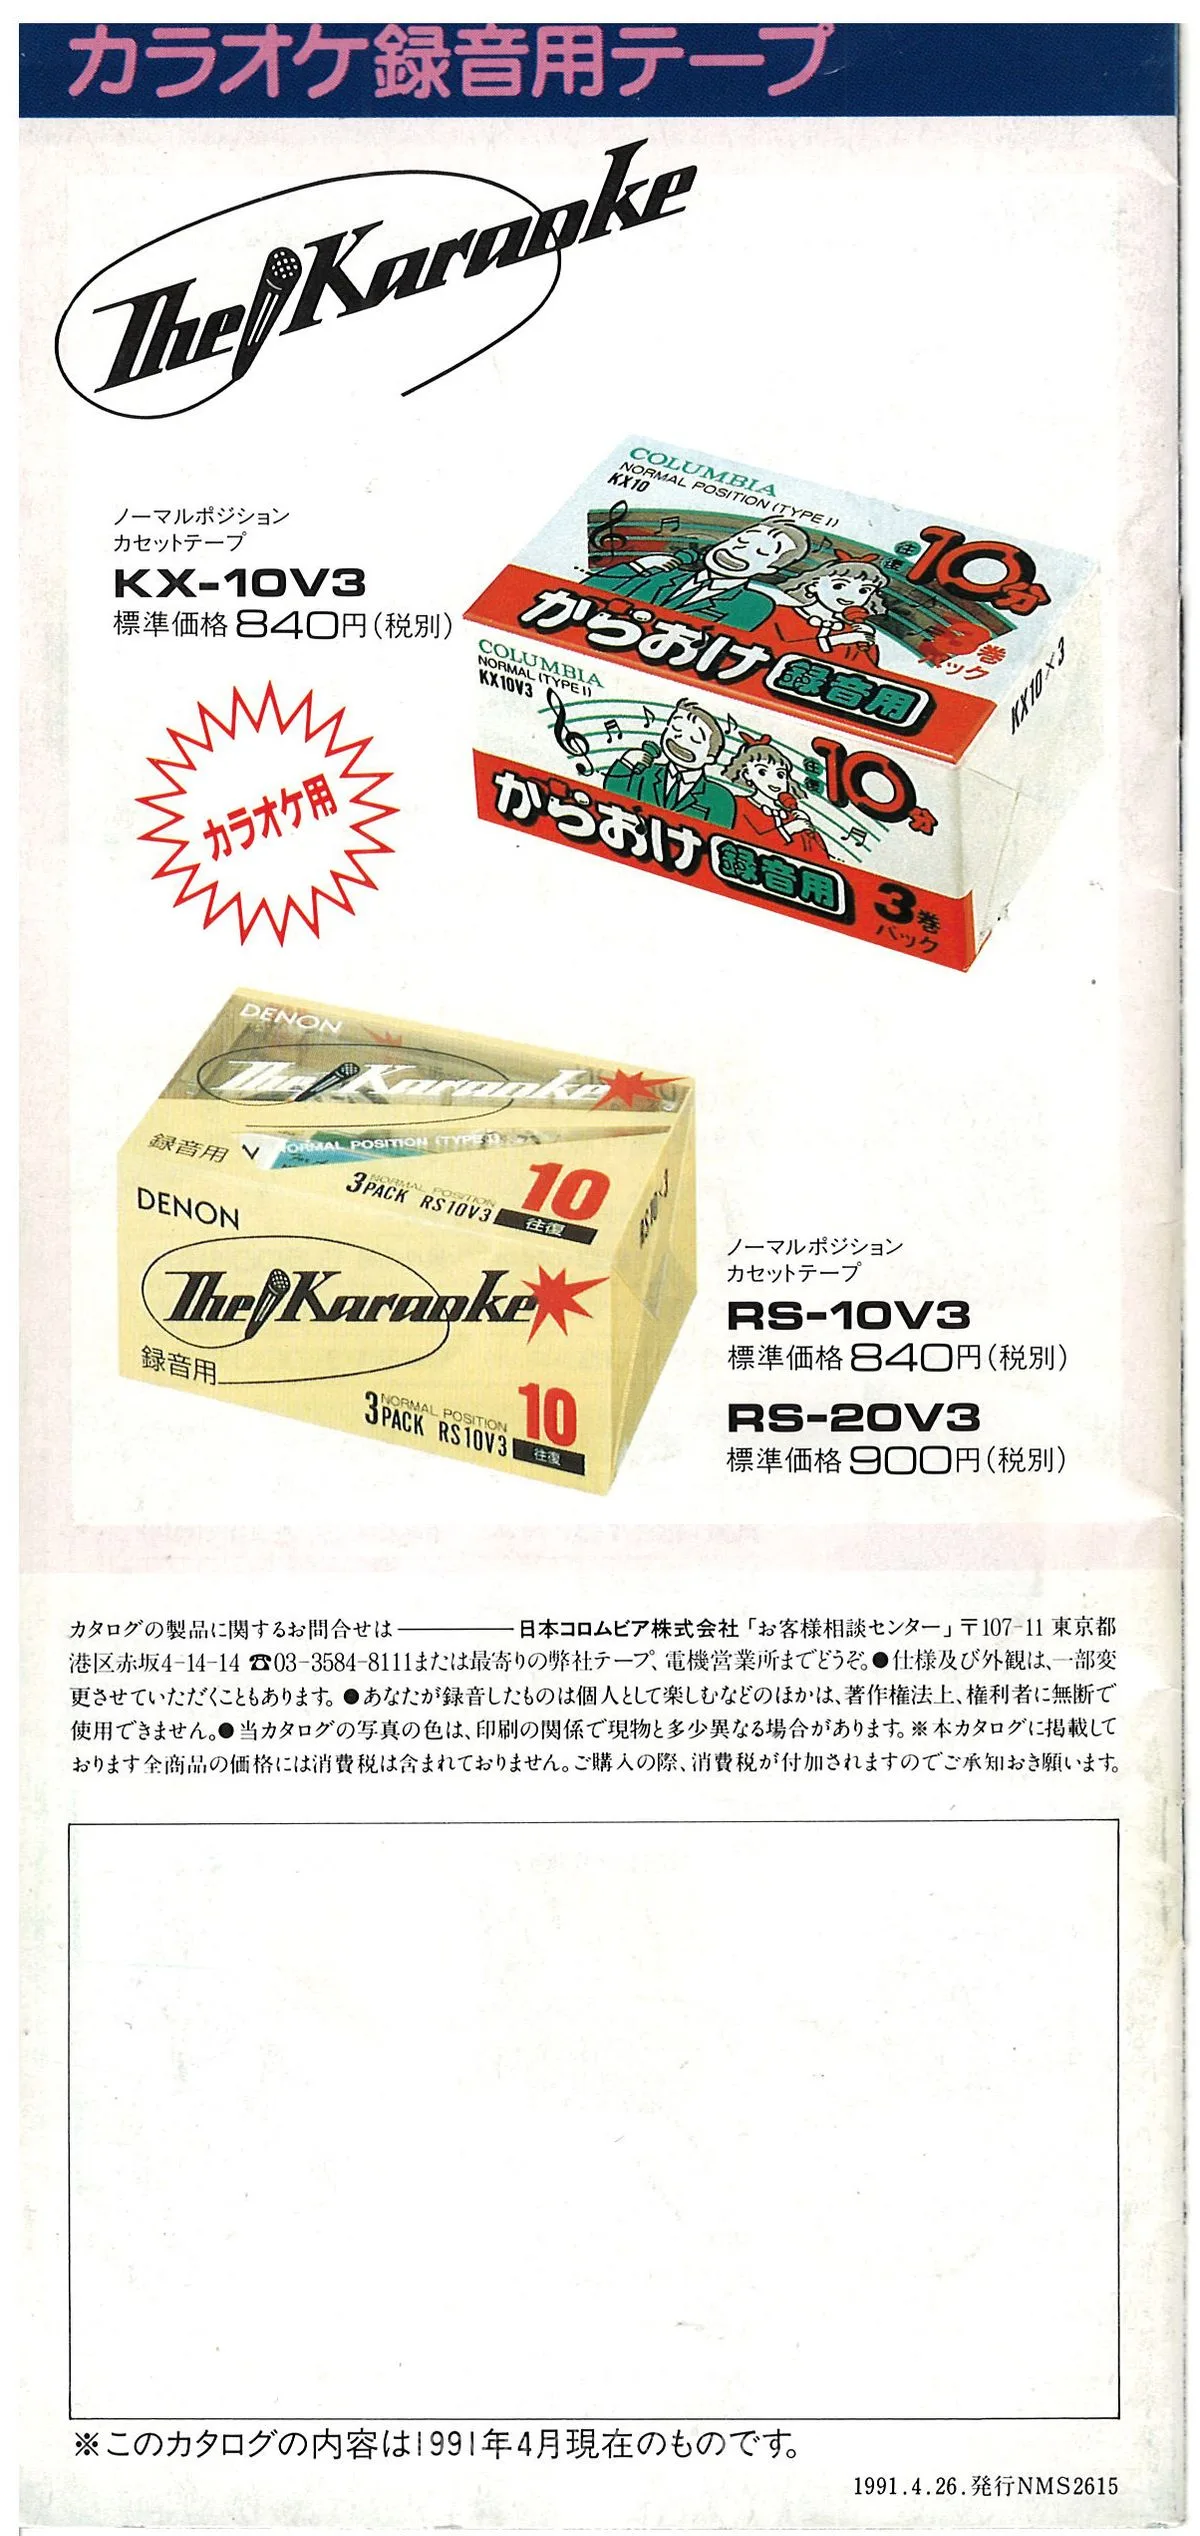 カラオケ録音用テープ
The Karaoke
ノーマルポジション
カセットテープ
KX-10V3
標準価格840円(税別)
カラオケ用
COLUMBIA
NORMAL POSITION (TYPE I)
KX10
往復10分
からおけ 録音用
3巻
パック
KX10×3
COLUMBIA
NORMAL (TYPE I)
KX10V3
往復10分
からおけ 録音用
3巻
パック
DENON
The Karaoke
録音用
NORMAL POSITION (TYPE I)
NORMAL POSITION
3PACK RS10V3
10
往復
DENON
The Karaoke
録音用
NORMAL POSITION
3PACK RS10V3
10
往復
ノーマルポジション
カセットテープ
RS-10V3
標準価格840円(税別)
RS-20V3
標準価格900円(税別)
カタログの製品に関するお問合せは――――日本コロムビア株式会社「お客様相談センター」〒107-11 東京都
港区赤坂4-14-14 ☎03-3584-8111または最寄りの弊社テープ、電機営業所までどうぞ。●仕様及び外観は、一部変
更させていただくこともあります。●あなたが録音したものは個人として楽しむなどのほかは、著作権法上、権利者に無断で
使用できません。●当カタログの写真の色は、印刷の関係で現物と多少異なる場合があります。※本カタログに掲載して
おります全商品の価格には消費税は含まれておりません。ご購入の際、消費税が付加されますのでご承知おき願います。
※このカタログの内容は1991年4月現在のものです。
1991.4.26.発行NMS2615